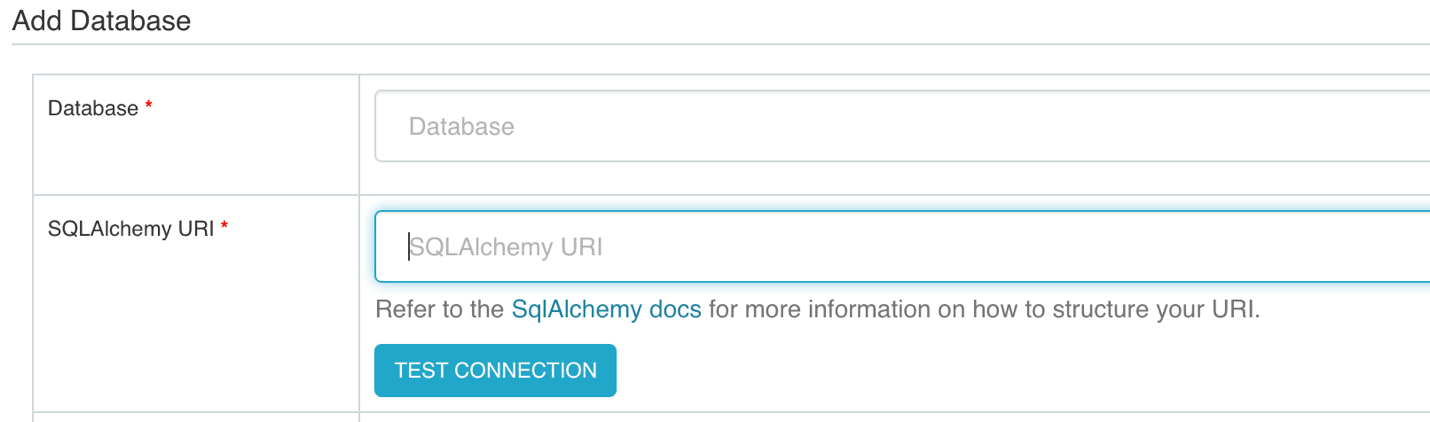 Add Database
Database *
Database
SQLAlchemy URI *
SQLAlchemy URI
Refer to the SqlAlchemy docs for more information on how to structure your URI.
TEST CONNECTION